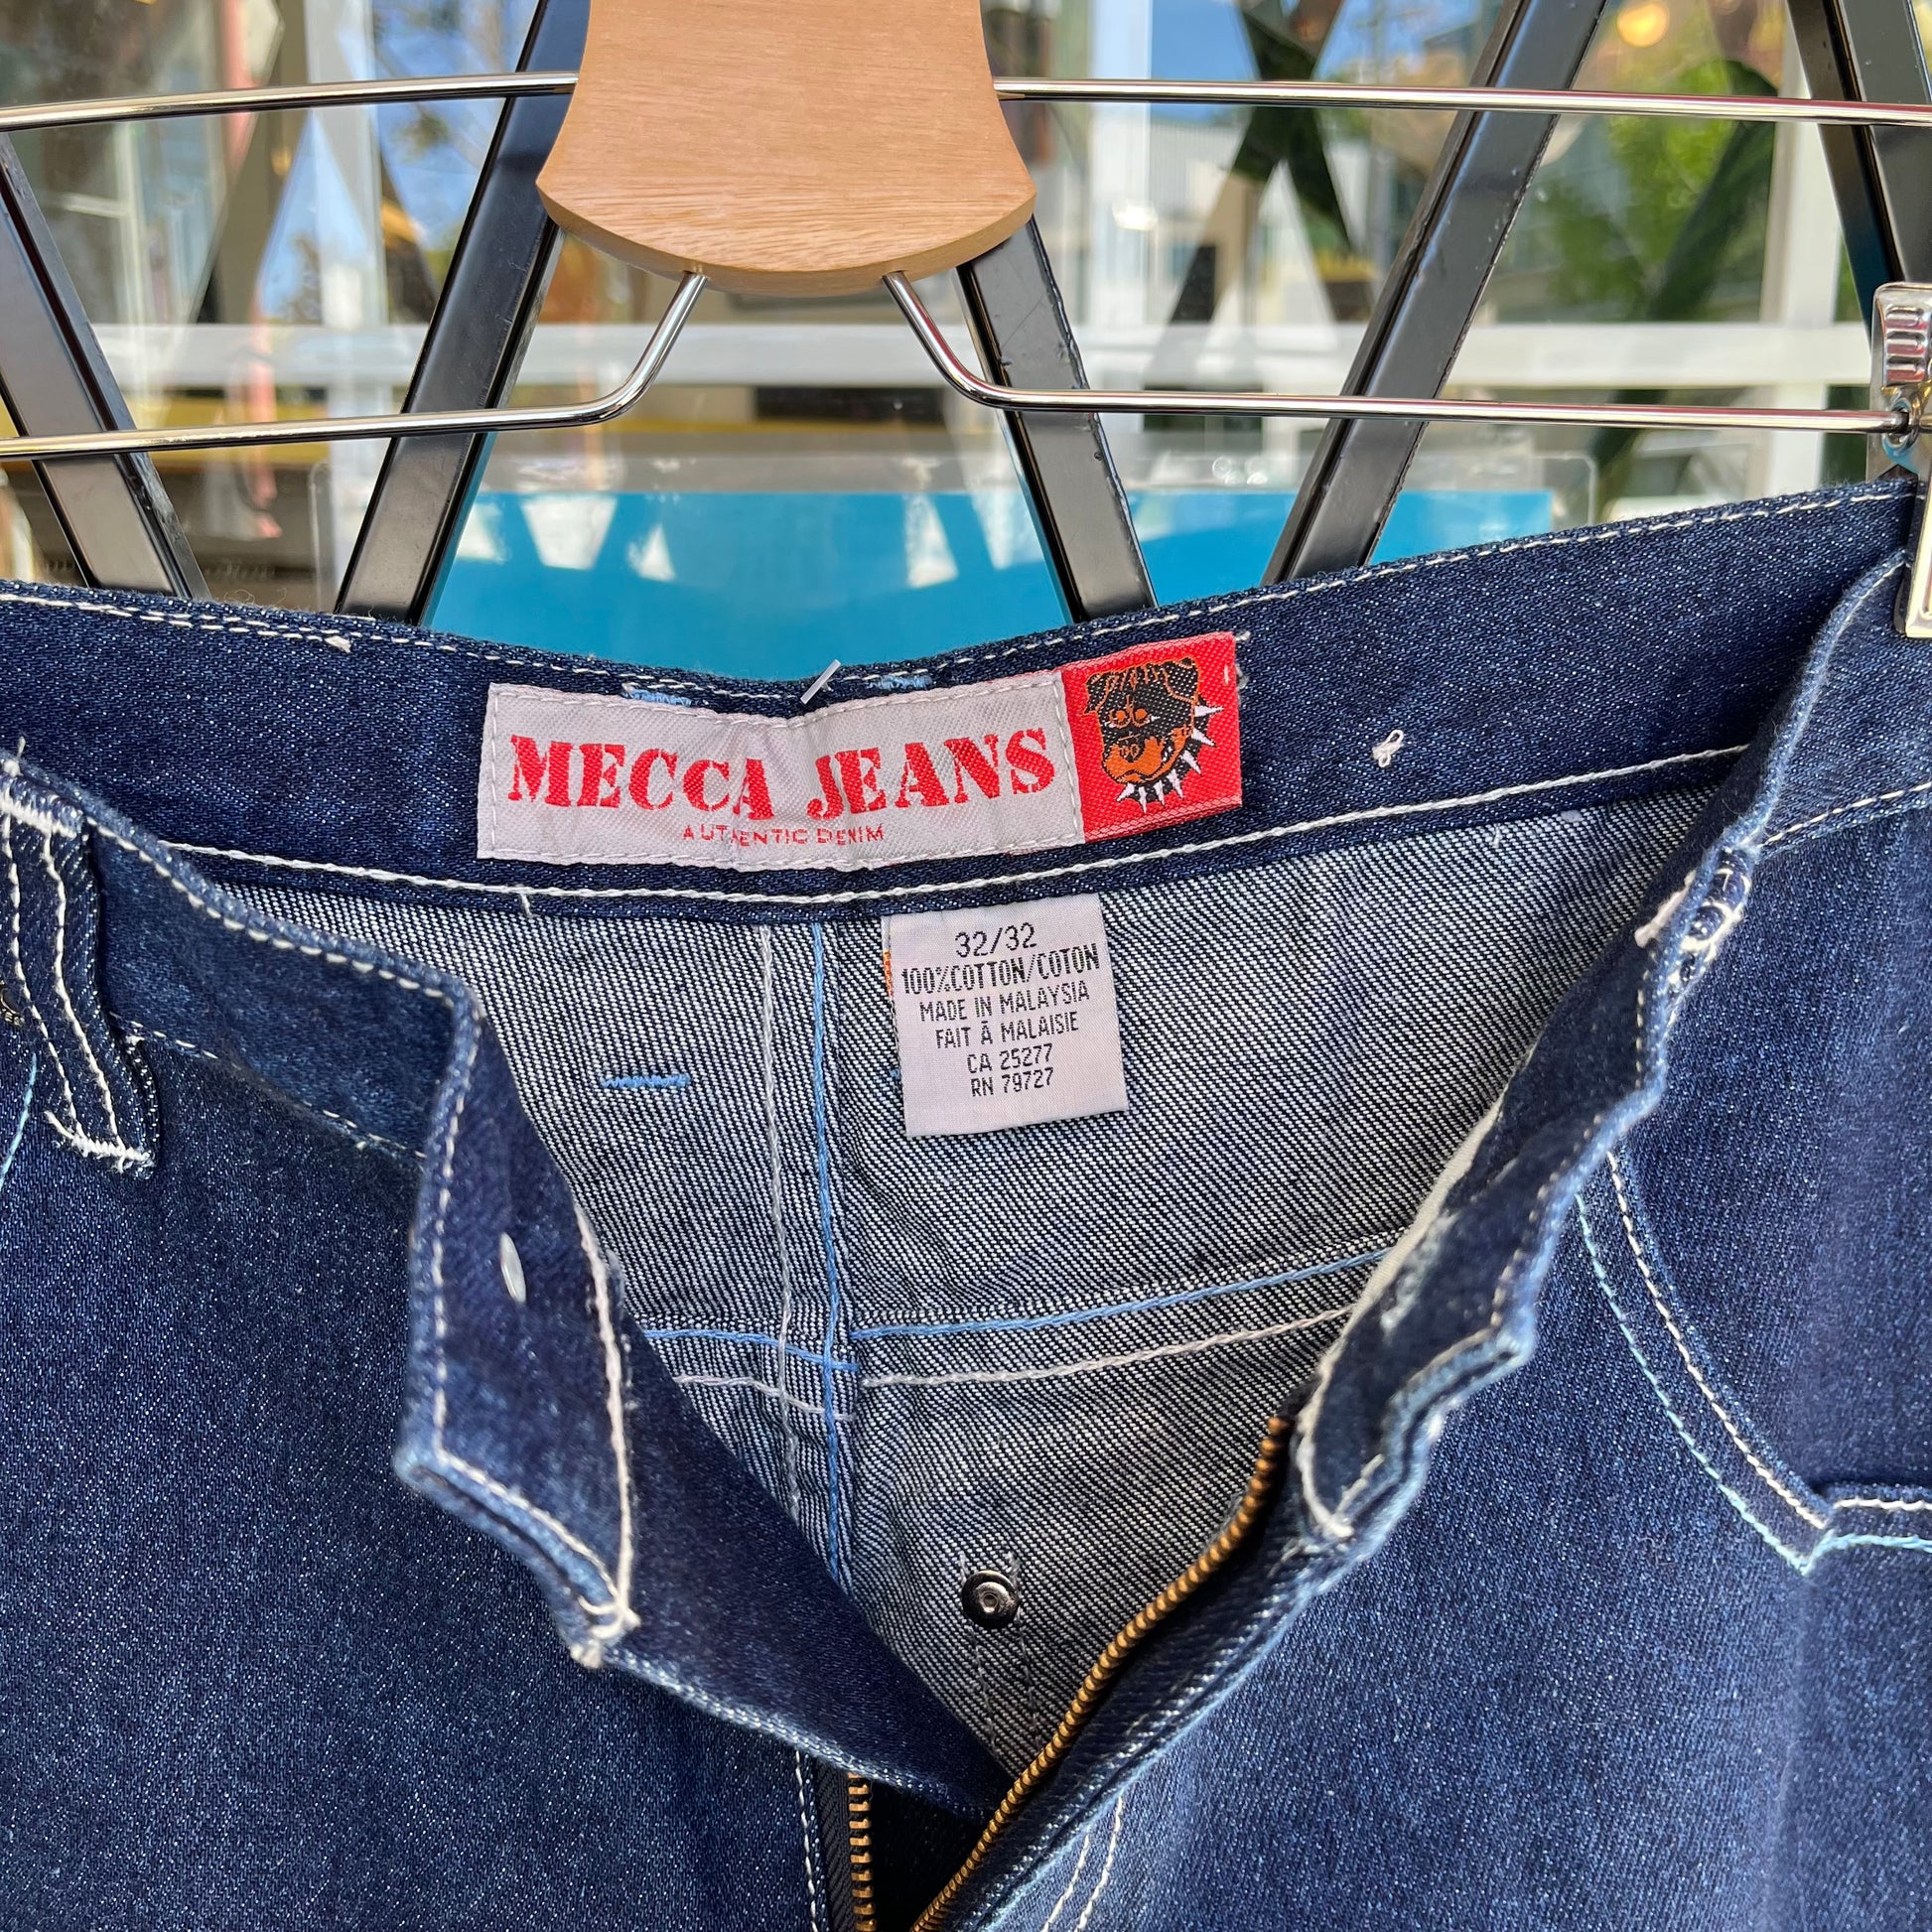 MECCA JEANS
AUTHENTIC DENIM
32/32
100%COTTON/COTON
MADE IN MALAYSIA
FAIT À MALAISIE
CA 25277
RN 79727